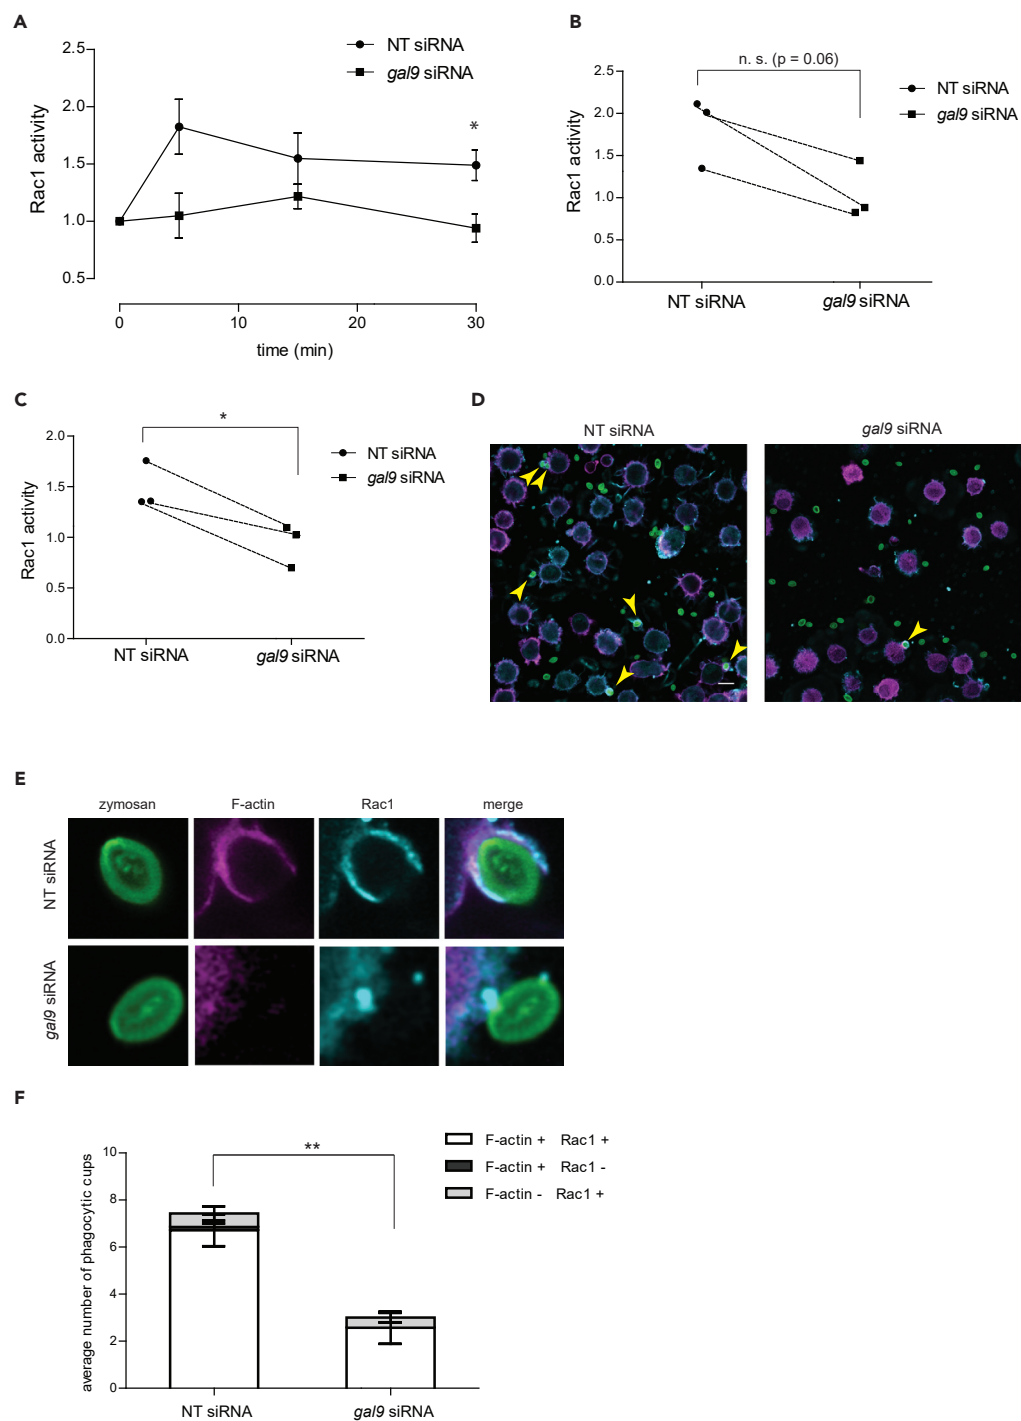 A
NT siRNA
gal9 siRNA
2.5
2.0
1.5
1.0
0.5
Rac1 activity
*
0
10
20
30
time (min)
B
n. s. (p = 0.06)
NT siRNA
gal9 siRNA
2.5
2.0
1.5
1.0
0.5
0.0
Rac1 activity
NT siRNA
gal9 siRNA
C
*
NT siRNA
gal9 siRNA
2.0
1.5
1.0
0.5
0.0
Rac1 activity
NT siRNA
gal9 siRNA
D
NT siRNA
gal9 siRNA
E
zymosan
F-actin
Rac1
merge
NT siRNA
gal9 siRNA
F
**
F-actin + Rac1 +
F-actin + Rac1 -
F-actin - Rac1 +
10
8
6
4
2
0
average number of phagocytic cups
NT siRNA
gal9 siRNA